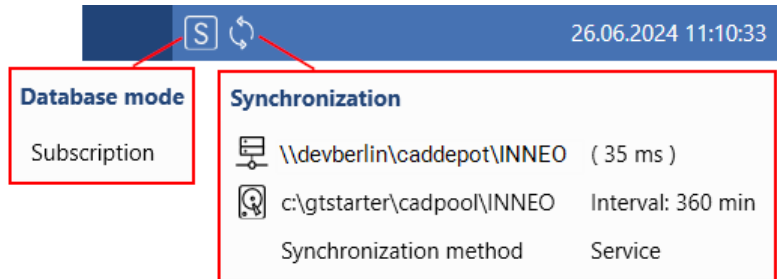 S 26.06.2024 11:10:33
Database mode
Subscription
Synchronization
\\devberlin\caddepot\INNEO ( 35 ms )
c:\gtstarter\cadpool\INNEO Interval: 360 min
Synchronization method Service